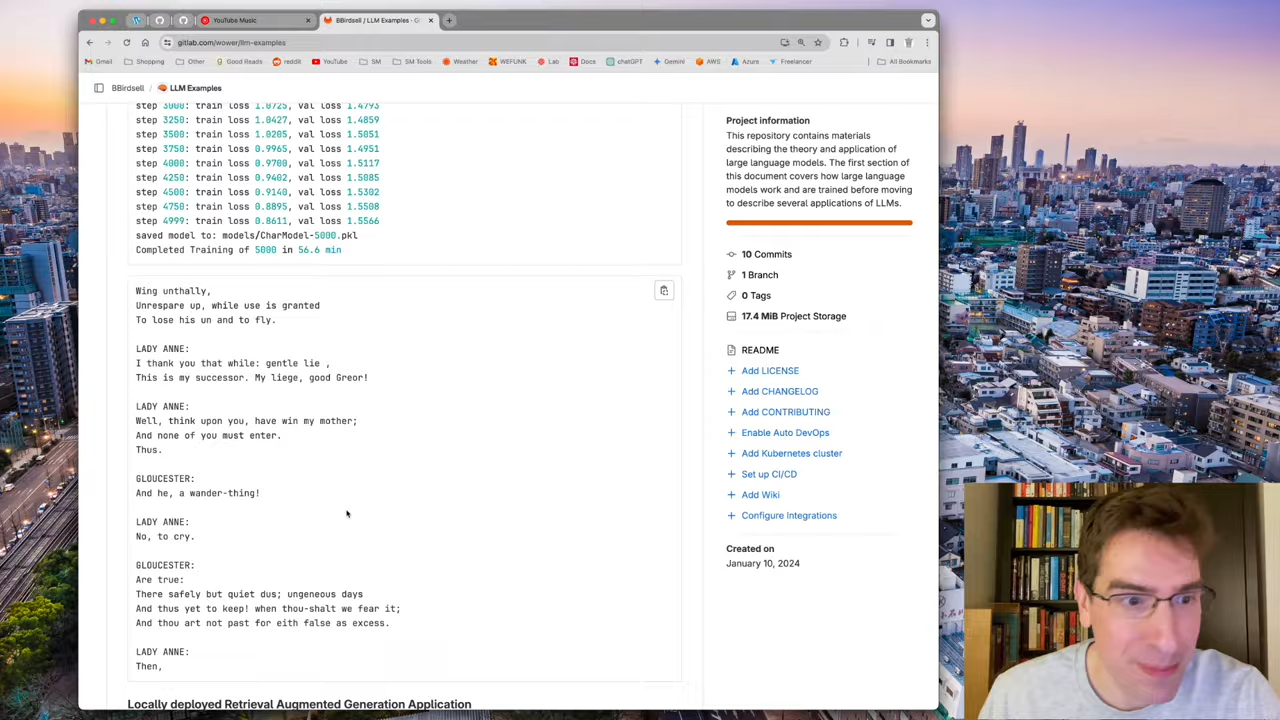 YouTube Music
BBirdsell / LLM Examples · G
gitlab.com/wower/llm-examples
Gmail
Shopping
Other
Good Reads
reddit
YouTube
SM
SM Tools
Weather
WEFUNK
Lab
Docs
chatGPT
Gemini
AWS
Azure
Freelancer
All Bookmarks
BBirdsell / LLM Examples
step 3000: train loss 1.0725, val loss 1.4793
step 3250: train loss 1.0427, val loss 1.4859
step 3500: train loss 1.0205, val loss 1.5051
step 3750: train loss 0.9965, val loss 1.4951
step 4000: train loss 0.9700, val loss 1.5117
step 4250: train loss 0.9402, val loss 1.5085
step 4500: train loss 0.9140, val loss 1.5302
step 4750: train loss 0.8895, val loss 1.5508
step 4999: train loss 0.8611, val loss 1.5566
saved model to: models/CharModel-5000.pkl
Completed Training of 5000 in 56.6 min
Wing unthally,
Unrespare up, while use is granted
To lose his un and to fly.
LADY ANNE:
I thank you that while: gentle lie ,
This is my successor. My liege, good Greor!
LADY ANNE:
Well, think upon you, have win my mother;
And none of you must enter.
Thus.
GLOUCESTER:
And he, a wander-thing!
LADY ANNE:
No, to cry.
GLOUCESTER:
Are true:
There safely but quiet dus; ungeneous days
And thus yet to keep! when thou-shalt we fear it;
And thou art not past for eith false as excess.
LADY ANNE:
Then,
Locally deployed Retrieval Augmented Generation Application
Project information
This repository contains materials
describing the theory and application of
large language models. The first section of
this document covers how large language
models work and are trained before moving
to describe several applications of LLMs.
10 Commits
1 Branch
0 Tags
17.4 MiB Project Storage
README
Add LICENSE
Add CHANGELOG
Add CONTRIBUTING
Enable Auto DevOps
Add Kubernetes cluster
Set up CI/CD
Add Wiki
Configure Integrations
Created on
January 10, 2024